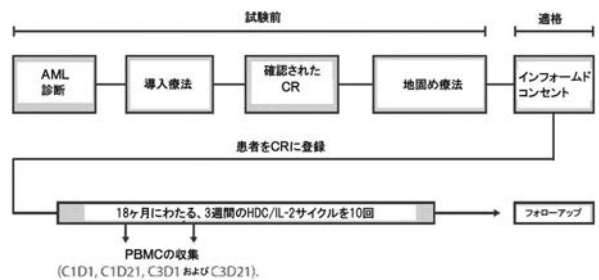 試験前
適格
AML
診断
導入療法
確認された
CR
地固め療法
インフォームド
コンセント
患者をCRに登録
18ヶ月にわたる、3週間のHDC/IL-2サイクルを10回
フォローアップ
PBMCの収集
(C1D1, C1D21, C3D1 および C3D21).